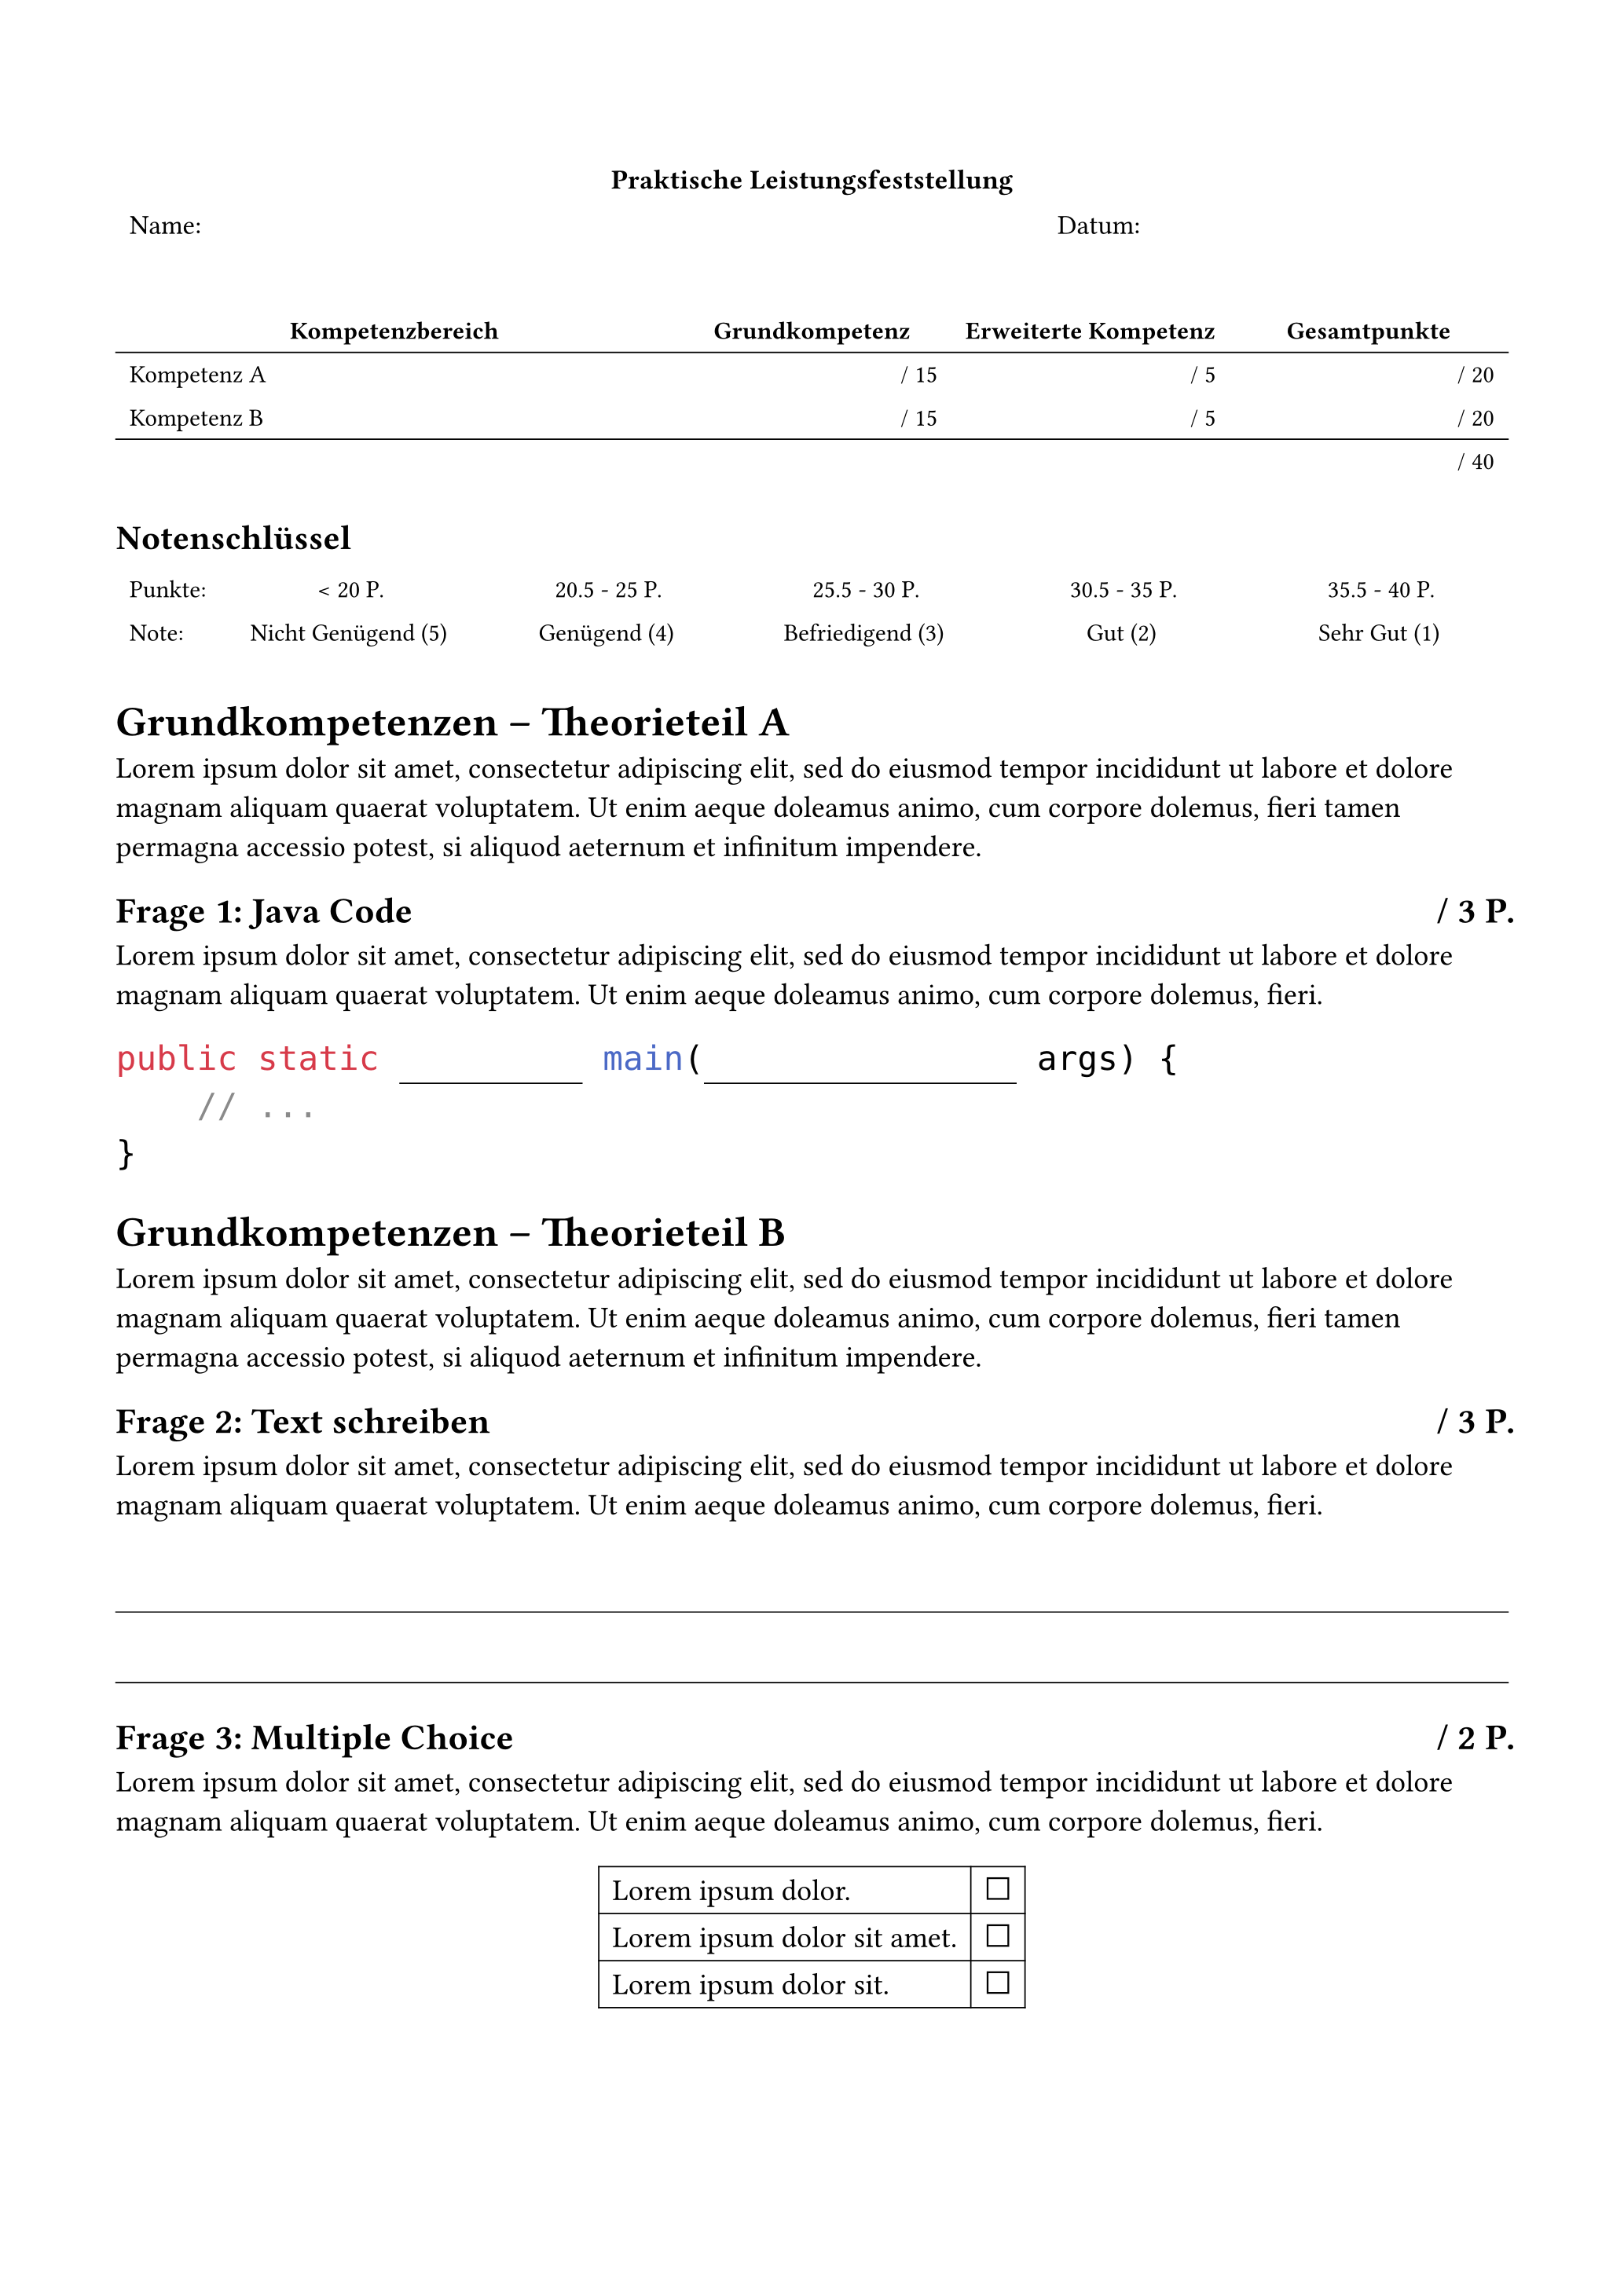 Praktische Leistungsfeststellung
Name: Datum:
Kompetenzbereich Grundkompetenz Erweiterte Kompetenz Gesamtpunkte
Kompetenz A / 15 / 5 / 20
Kompetenz B / 15 / 5 / 20
/ 40
Notenschlüssel
Punkte: < 20 P. 20.5 - 25 P. 25.5 - 30 P. 30.5 - 35 P. 35.5 - 40 P.
Note: Nicht Genügend (5) Genügend (4) Befriedigend (3) Gut (2) Sehr Gut (1)
Grundkompetenzen – Theorieteil A
Lorem ipsum dolor sit amet, consectetur adipiscing elit, sed do eiusmod tempor incididunt ut labore et dolore
magnam aliquam quaerat voluptatem. Ut enim aeque doleamus animo, cum corpore dolemus, fieri tamen
permagna accessio potest, si aliquod aeternum et infinitum impendere.
Frage 1: Java Code / 3 P.
Lorem ipsum dolor sit amet, consectetur adipiscing elit, sed do eiusmod tempor incididunt ut labore et dolore
magnam aliquam quaerat voluptatem. Ut enim aeque doleamus animo, cum corpore dolemus, fieri.
public static _________ main(_______________ args) {
// ...
}
Grundkompetenzen – Theorieteil B
Lorem ipsum dolor sit amet, consectetur adipiscing elit, sed do eiusmod tempor incididunt ut labore et dolore
magnam aliquam quaerat voluptatem. Ut enim aeque doleamus animo, cum corpore dolemus, fieri tamen
permagna accessio potest, si aliquod aeternum et infinitum impendere.
Frage 2: Text schreiben / 3 P.
Lorem ipsum dolor sit amet, consectetur adipiscing elit, sed do eiusmod tempor incididunt ut labore et dolore
magnam aliquam quaerat voluptatem. Ut enim aeque doleamus animo, cum corpore dolemus, fieri.
Frage 3: Multiple Choice / 2 P.
Lorem ipsum dolor sit amet, consectetur adipiscing elit, sed do eiusmod tempor incididunt ut labore et dolore
magnam aliquam quaerat voluptatem. Ut enim aeque doleamus animo, cum corpore dolemus, fieri.
Lorem ipsum dolor. ☐
Lorem ipsum dolor sit amet. ☐
Lorem ipsum dolor sit. ☐